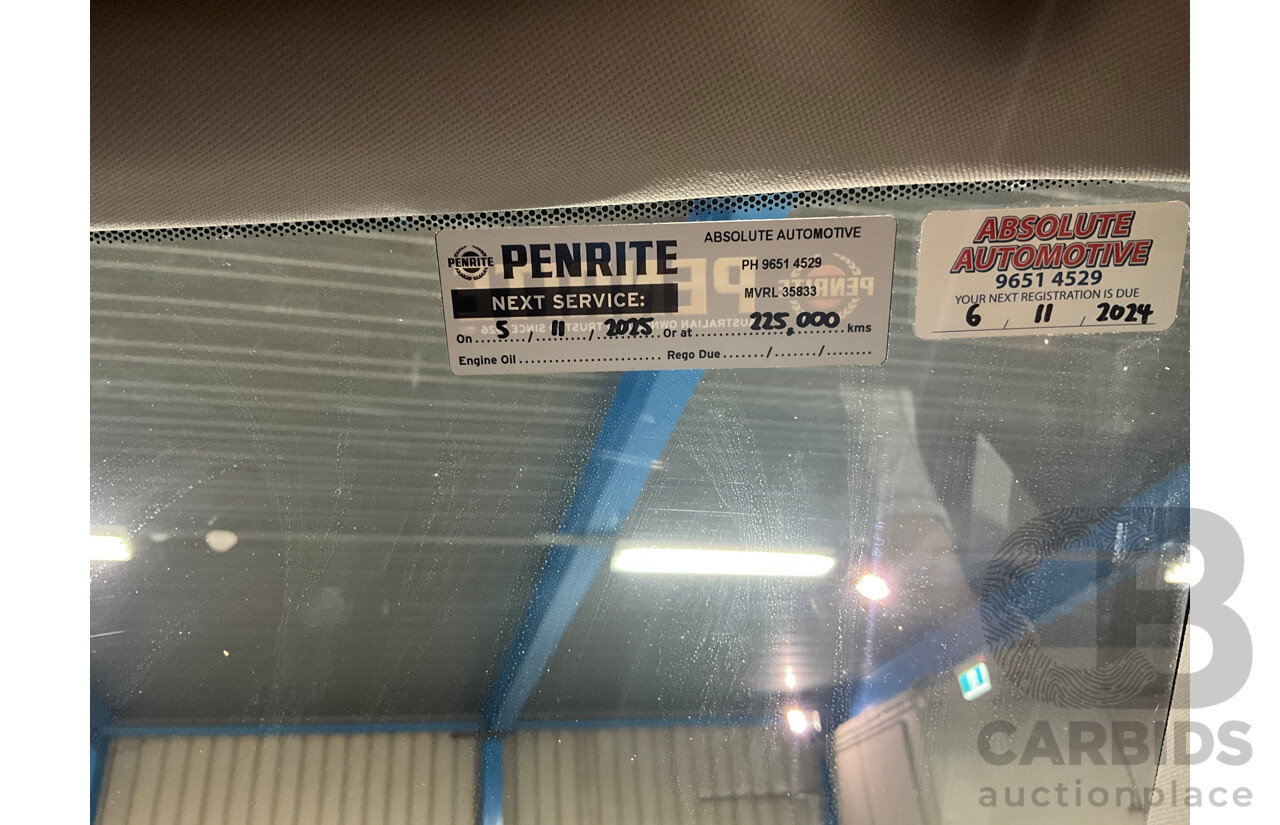 PENRITE
PENRITE
ABSOLUTE AUTOMOTIVE
PH 9651 4529
MVRL 35833
NEXT SERVICE:
On 5 / 11 / 2025 Or at 225,000 kms
Engine Oil ........................ Rego Due ......./......./........
ABSOLUTE
AUTOMOTIVE
9651 4529
YOUR NEXT REGISTRATION IS DUE
6 / 11 / 2024
CARBIDS
auctionplace